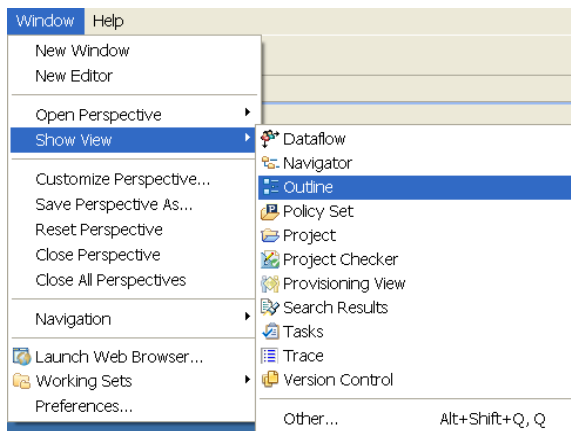 Window Help
New Window
New Editor
Open Perspective
Show View
Customize Perspective...
Save Perspective As...
Reset Perspective
Close Perspective
Close All Perspectives
Navigation
Launch Web Browser...
Working Sets
Preferences...
Dataflow
Navigator
Outline
Policy Set
Project
Project Checker
Provisioning View
Search Results
Tasks
Trace
Version Control
Other... Alt+Shift+Q, Q